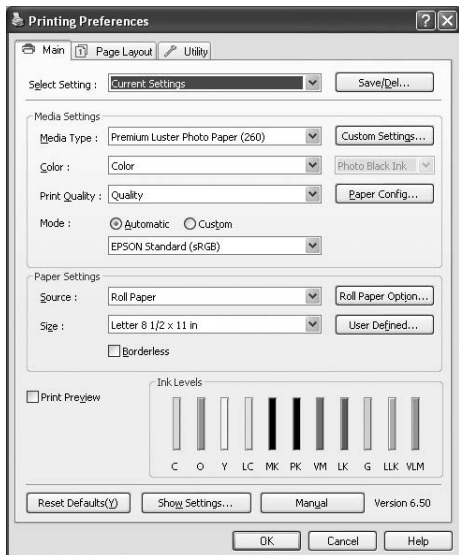 Printing Preferences
Main Page Layout Utility
Select Setting : Current Settings Save/Del...
Media Settings
Media Type : Premium Luster Photo Paper (260) Custom Settings...
Color : Color Photo Black Ink
Print Quality : Quality Paper Config...
Mode : Automatic Custom
EPSON Standard (sRGB)
Paper Settings
Source : Roll Paper Roll Paper Option...
Size : Letter 8 1/2 x 11 in User Defined...
Borderless
Print Preview
Ink Levels
C O Y LC MK PK VM LK G LLK VLM
Reset Defaults(Y) Show Settings... Manual Version 6.50
OK Cancel Help